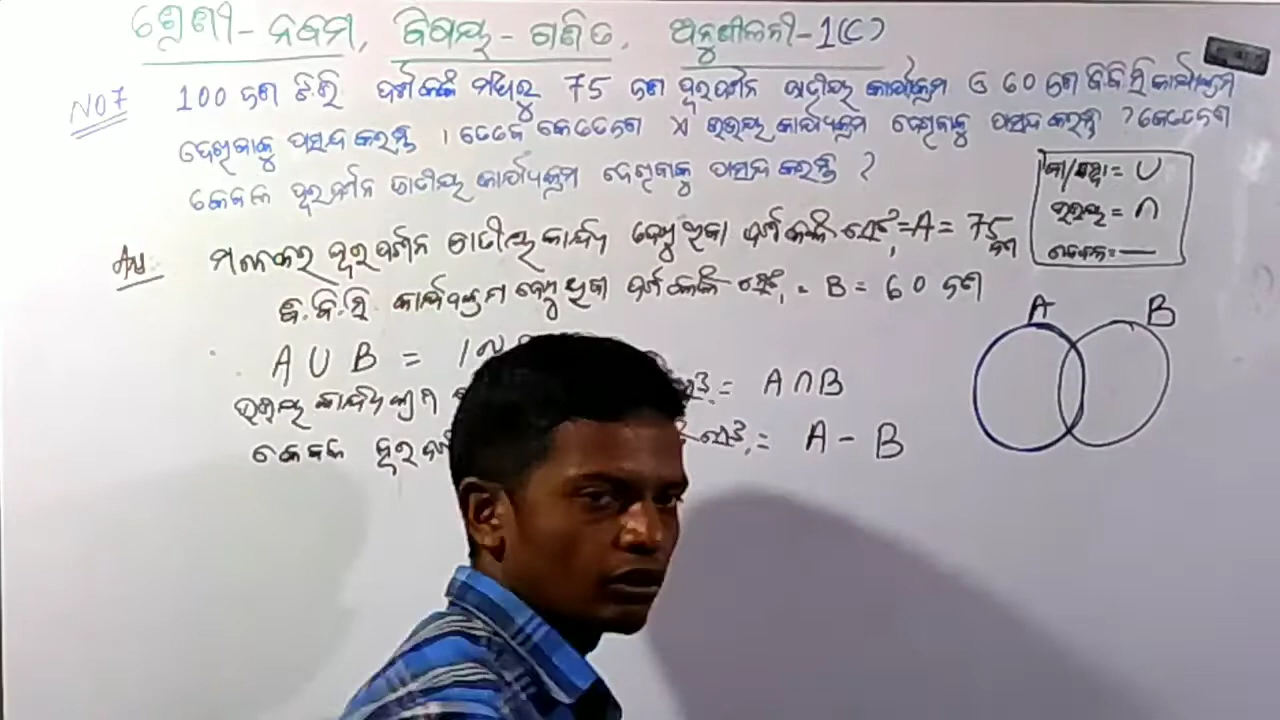 ଶ୍ରେଣୀ - ନବମ, ବିଷୟ - ଗଣିତ, ଅନୁଶୀଳନୀ - 1(C)
NO 7 100 ଜଣ ଟି.ଭି ଦର୍ଶକଙ୍କ ମଧ୍ୟରୁ 75 ଜଣ ଦୂରଦର୍ଶନ ଜାତୀୟ କାର୍ଯ୍ୟକ୍ରମ ଓ 60 ଜଣ ବିବିସି କାର୍ଯ୍ୟକ୍ରମ
ଦେଖିବାକୁ ପସନ୍ଦ କରନ୍ତି । ତେବେ କେତେଜଣ ଉଭୟ କାର୍ଯ୍ୟକ୍ରମ ଦେଖିବାକୁ ପସନ୍ଦ କରନ୍ତି ? କେତେଜଣ
କେବଳ ଦୂରଦର୍ଶନ ଜାତୀୟ କାର୍ଯ୍ୟକ୍ରମ ଦେଖିବାକୁ ପସନ୍ଦ କରନ୍ତି ?
କି/ସଂଯୋଗ = ∪
ଉଭୟ = ∩
କେବଳ = —
Ans: ମନେକର ଦୂରଦର୍ଶନ ଜାତୀୟ କାର୍ଯ୍ୟ ଦେଖୁଥିବା ଦର୍ଶକଙ୍କ ସେଟ୍ = A = 75 ଜଣ
ବି.ବି.ସି. କାର୍ଯ୍ୟକ୍ରମ ଦେଖୁଥିବା ଦର୍ଶକଙ୍କ ସେଟ୍ = B = 60 ଜଣ
A B
A ∪ B = 100
ଉଭୟ କାର୍ଯ୍ୟକ୍ରମ ସେଟ୍ = A ∩ B
କେବଳ ଦୂରଦର୍ଶ ସେଟ୍ = A - B